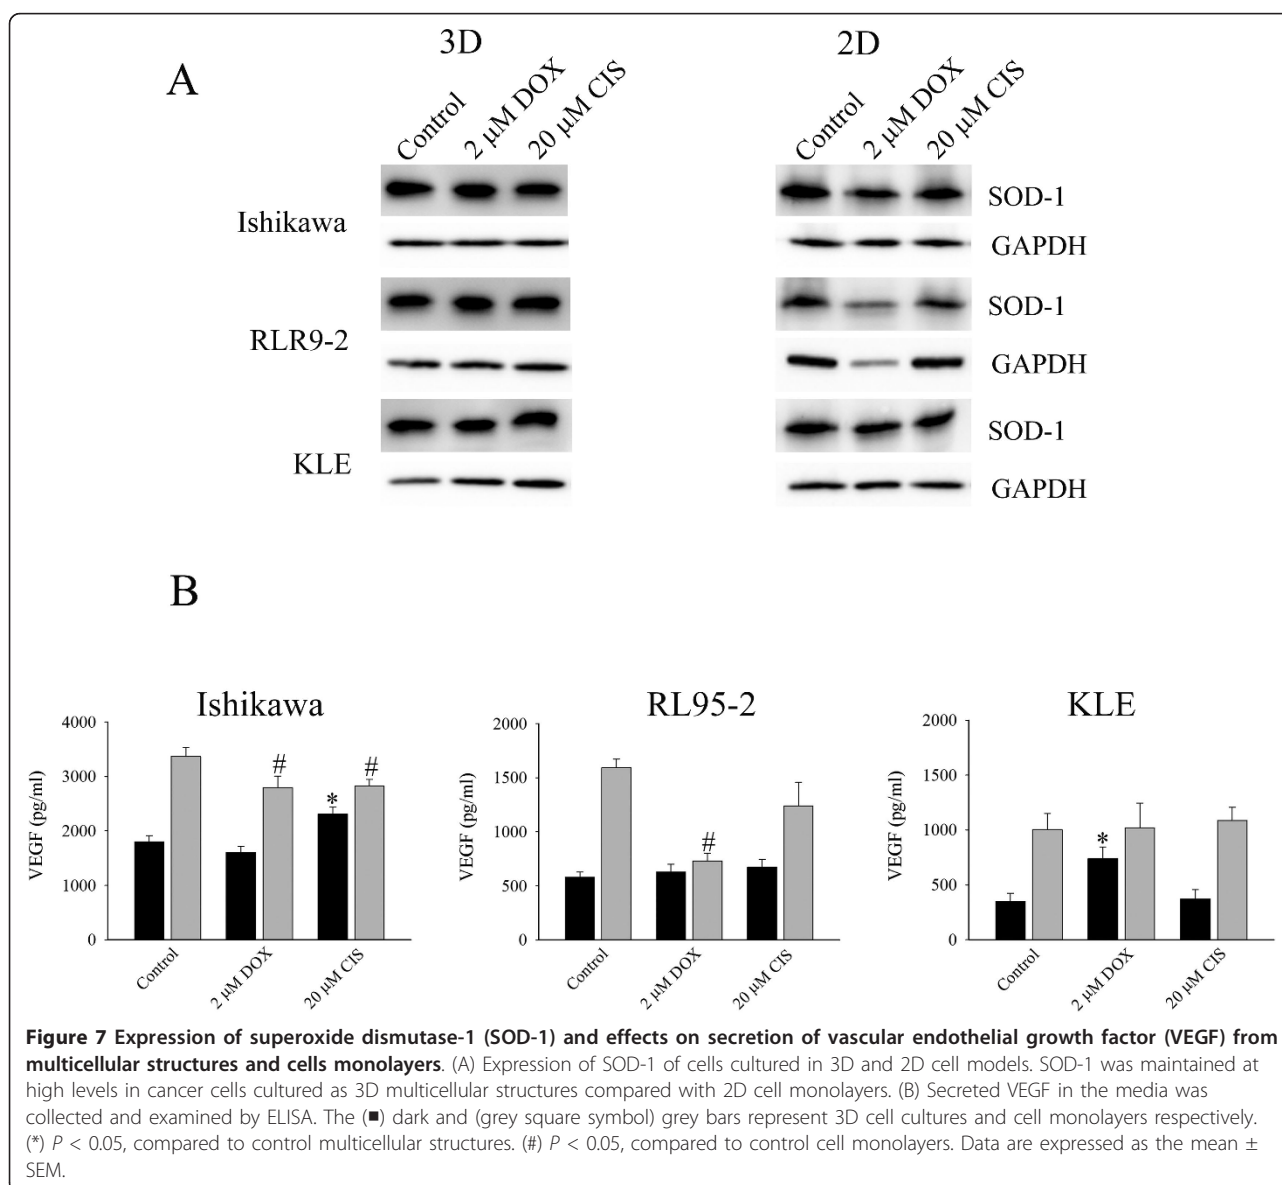 3D 2D
A
Control 2 µM DOX 20 µM CIS Control 2 µM DOX 20 µM CIS
Ishikawa SOD-1
GAPDH
RLR9-2 SOD-1
GAPDH
KLE SOD-1
GAPDH
B
Ishikawa
4000
3000
2000
1000
0
VEGF (pg/ml)
#
*
#
Control 2 µM DOX 20 µM CIS
RL95-2
2000
1500
1000
500
0
VEGF (pg/ml)
#
Control 2 µM DOX 20 µM CIS
KLE
2000
1500
1000
500
0
VEGF (pg/ml)
*
Control 2 µM DOX 20 µM CIS
Figure 7 Expression of superoxide dismutase-1 (SOD-1) and effects on secretion of vascular endothelial growth factor (VEGF) from
multicellular structures and cells monolayers. (A) Expression of SOD-1 of cells cultured in 3D and 2D cell models. SOD-1 was maintained at
high levels in cancer cells cultured as 3D multicellular structures compared with 2D cell monolayers. (B) Secreted VEGF in the media was
collected and examined by ELISA. The (■) dark and (grey square symbol) grey bars represent 3D cell cultures and cell monolayers respectively.
(*) P < 0.05, compared to control multicellular structures. (#) P < 0.05, compared to control cell monolayers. Data are expressed as the mean ±
SEM.